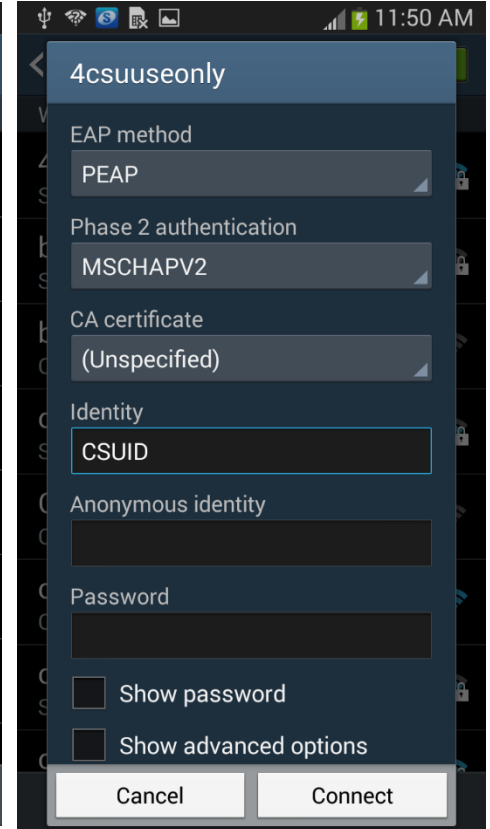 11:50 AM
4csuuseonly
EAP method
PEAP
Phase 2 authentication
MSCHAPV2
CA certificate
(Unspecified)
Identity
CSUID
Anonymous identity
Password
Show password
Show advanced options
Cancel
Connect